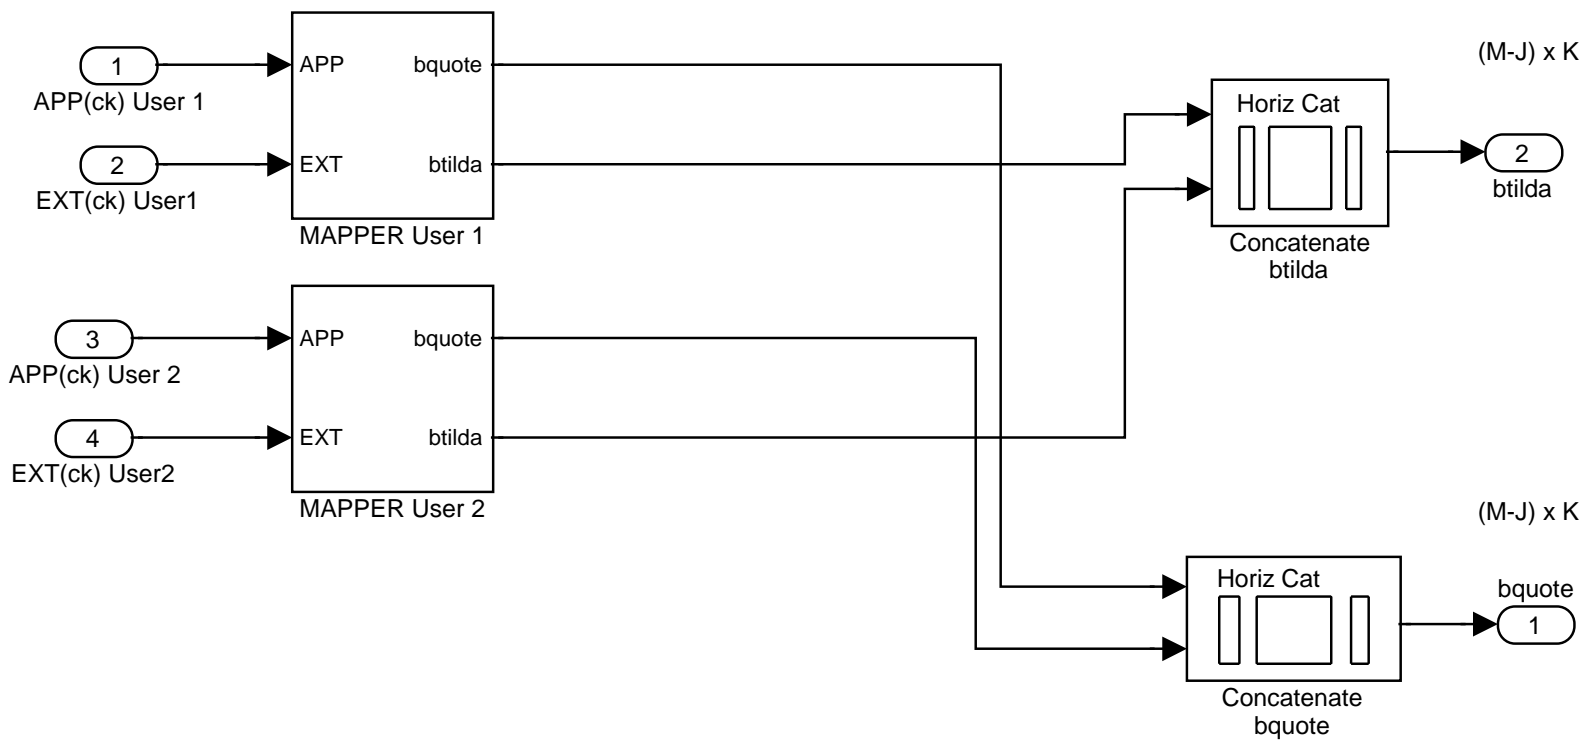 1
APP
bquote
APP(ck) User 1
2
EXT
btilda
EXT(ck) User1
MAPPER User 1
3
APP
bquote
APP(ck) User 2
4
EXT
btilda
EXT(ck) User2
MAPPER User 2
(M-J) x K
Horiz Cat
2
btilda
Concatenate
btilda
(M-J) x K
Horiz Cat
bquote
1
Concatenate
bquote